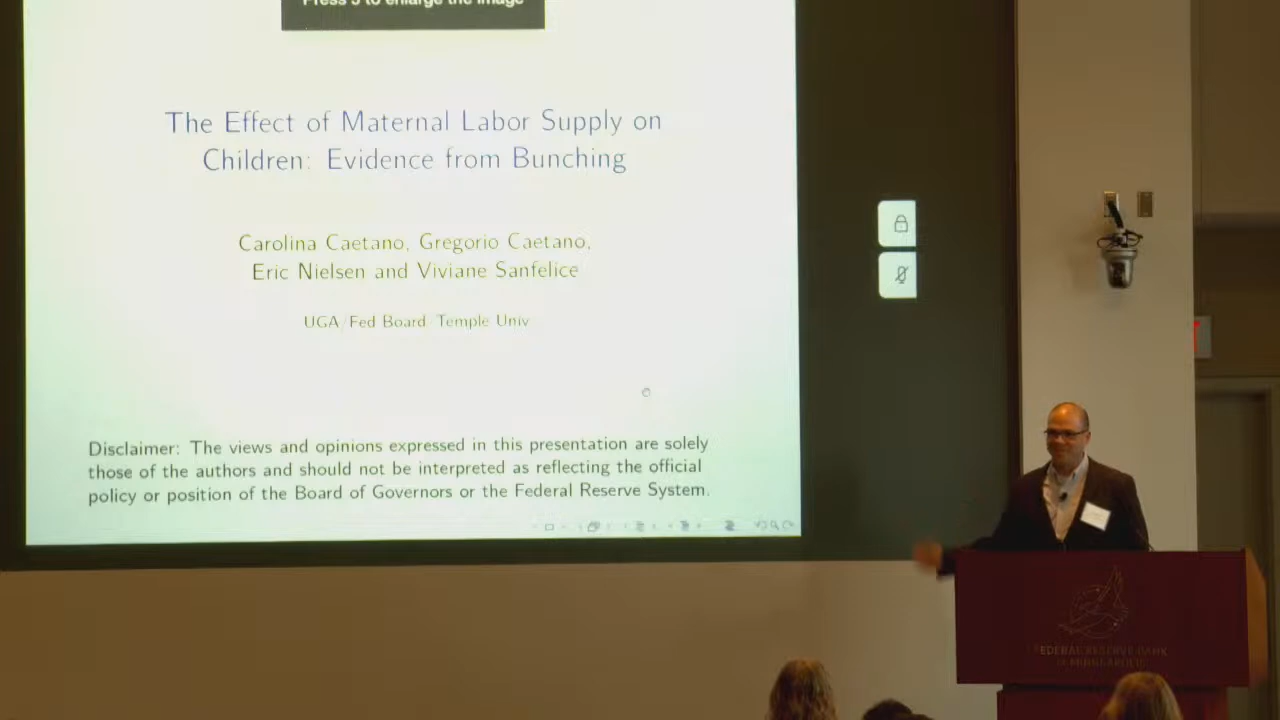 Press 5 to enlarge the image
The Effect of Maternal Labor Supply on
Children: Evidence from Bunching
Carolina Caetano, Gregorio Caetano,
Eric Nielsen and Viviane Sanfelice
UGA/Fed Board/Temple Univ
Disclaimer: The views and opinions expressed in this presentation are solely
those of the authors and should not be interpreted as reflecting the official
policy or position of the Board of Governors or the Federal Reserve System.
FEDERAL RESERVE BANK
OF MINNEAPOLIS